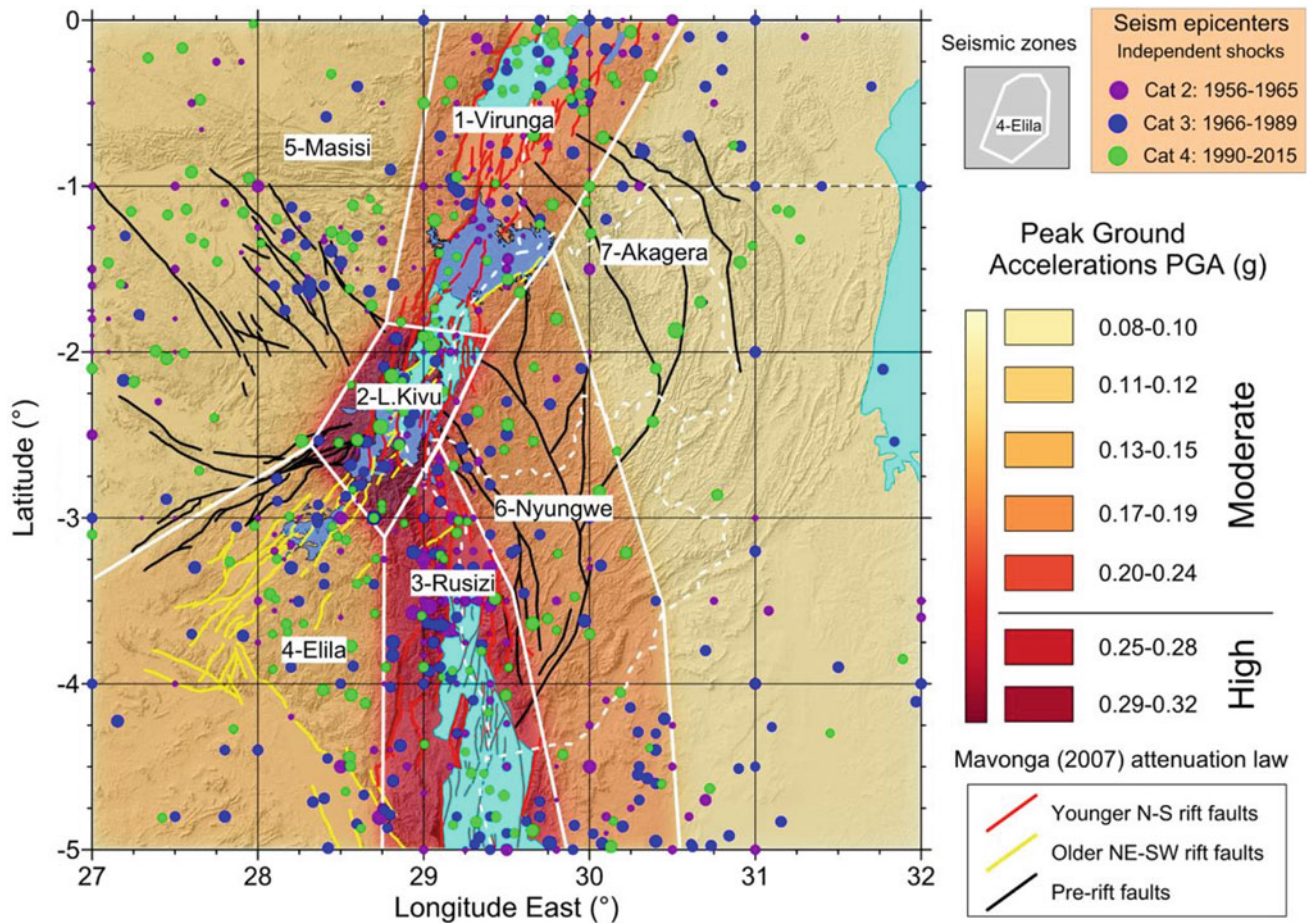 0
-1
-2
-3
-4
-5
Latitude (°)
27
28
29
30
31
32
Longitude East (°)
1-Virunga
5-Masisi
7-Akagera
2-L.Kivu
6-Nyungwe
3-Rusizi
4-Elila
Seismic zones
4-Elila
Seism epicenters
Independent shocks
Cat 2: 1956-1965
Cat 3: 1966-1989
Cat 4: 1990-2015
Peak Ground
Accelerations PGA (g)
0.08-0.10
0.11-0.12
0.13-0.15
0.17-0.19
0.20-0.24
Moderate
0.25-0.28
0.29-0.32
High
Mavonga (2007) attenuation law
Younger N-S rift faults
Older NE-SW rift faults
Pre-rift faults